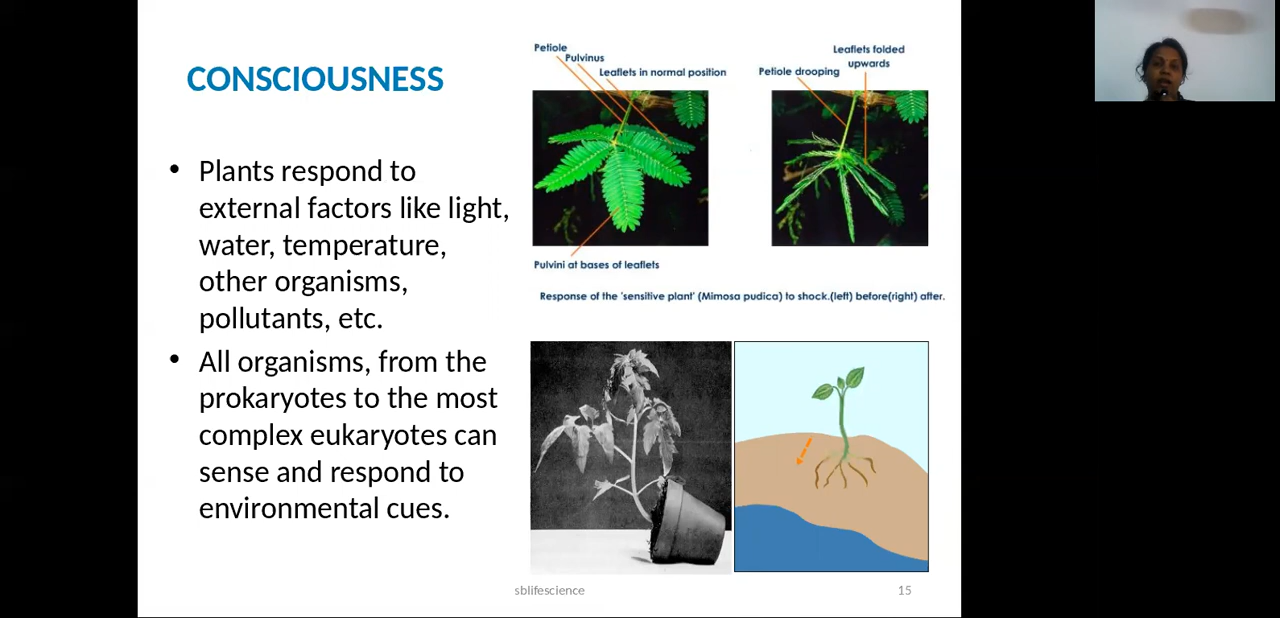 CONSCIOUSNESS
• Plants respond to
external factors like light,
water, temperature,
other organisms,
pollutants, etc.
• All organisms, from the
prokaryotes to the most
complex eukaryotes can
sense and respond to
environmental cues.
Petiole
Pulvinus
Leaflets in normal position
Pulvini at bases of leaflets
Leaflets folded
upwards
Petiole drooping
Response of the 'sensitive plant' (Mimosa pudica) to shock.(left) before(right) after.
sblifescience
15